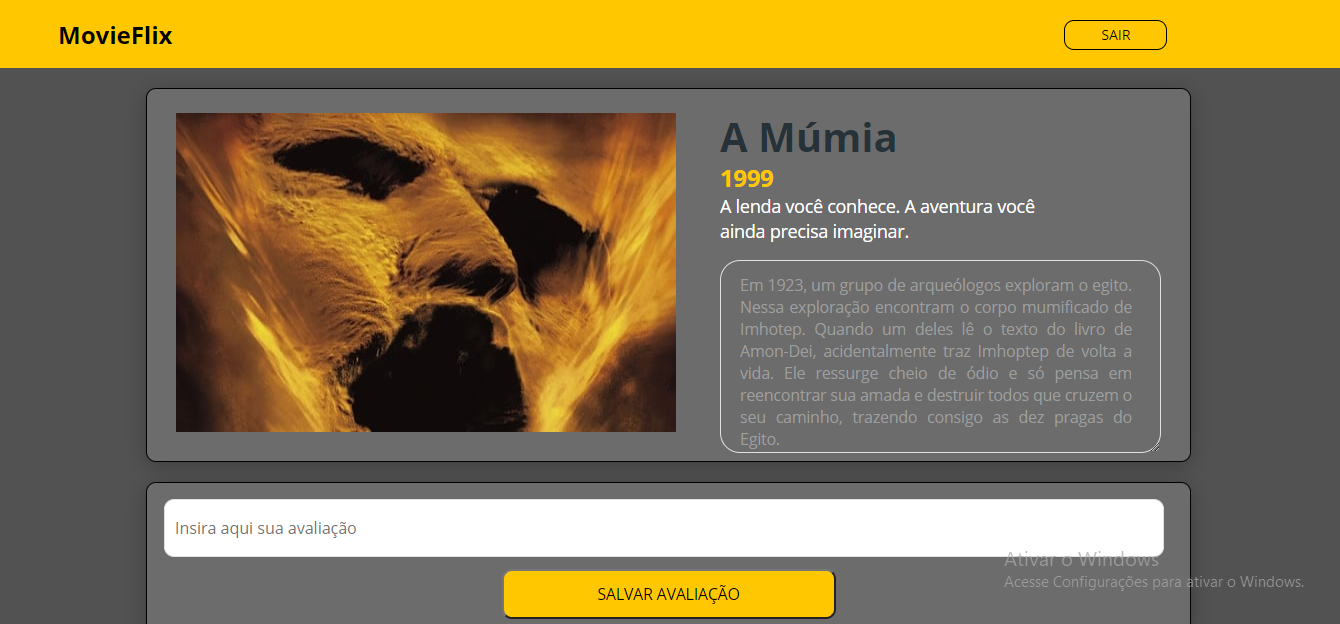 MovieFlix
SAIR
A Múmia
1999
A lenda você conhece. A aventura você
ainda precisa imaginar.
Em 1923, um grupo de arqueólogos exploram o egito.
Nessa exploração encontram o corpo mumificado de
Imhotep. Quando um deles lê o texto do livro de
Amon-Dei, acidentalmente traz Imhoptep de volta a
vida. Ele ressurge cheio de ódio e só pensa em
reencontrar sua amada e destruir todos que cruzem o
seu caminho, trazendo consigo as dez pragas do
Egito.
Insira aqui sua avaliação
SALVAR AVALIAÇÃO
Ativar o Windows
Acesse Configurações para ativar o Windows.